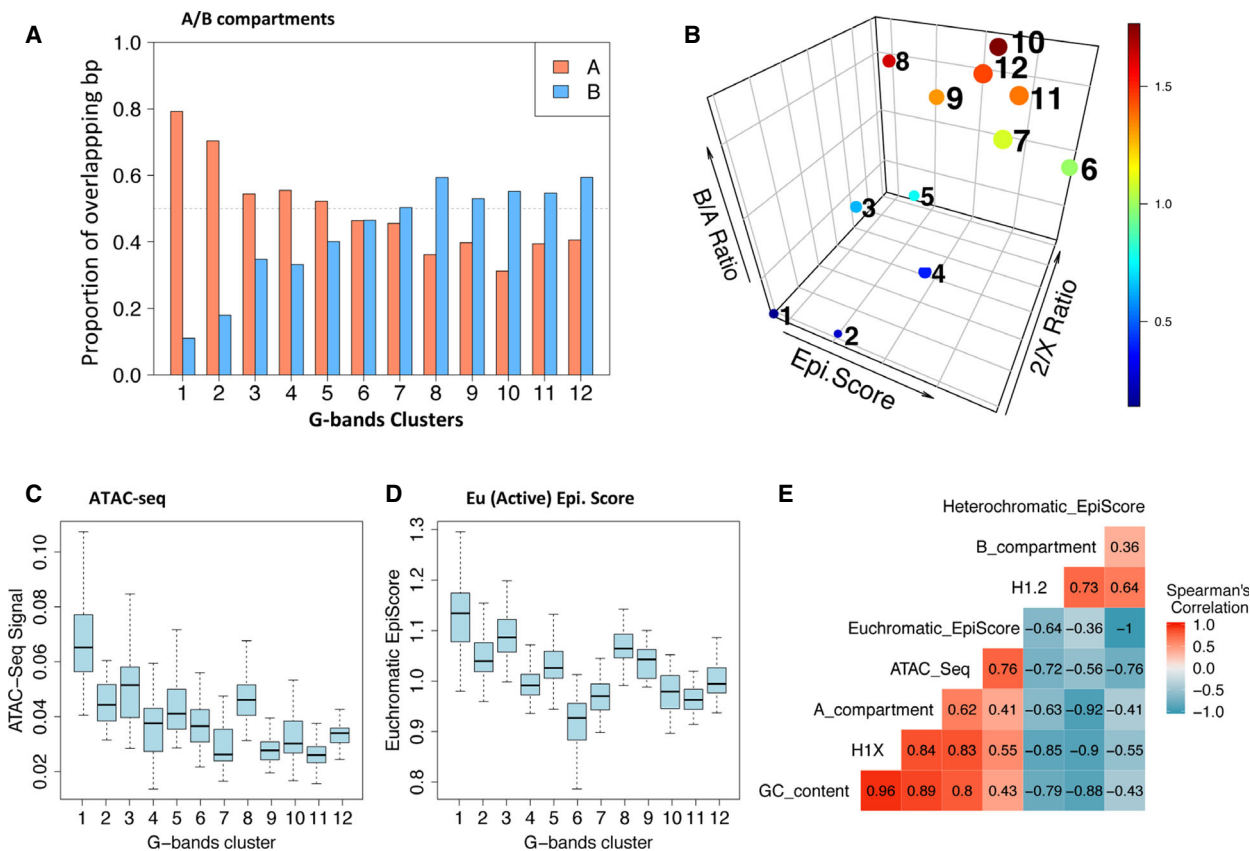 A
A/B compartments
Proportion of overlappping bp
1.0
0.8
0.6
0.4
0.2
0.0
A
B
1 2 3 4 5 6 7 8 9 10 11 12
G-bands Clusters
B
B/A Ratio
Epi.Score
2/X Ratio
1
2
3
4
5
6
7
8
9
10
11
12
1.5
1.0
0.5
C
ATAC-seq
ATAC−Seq Signal
0.10
0.08
0.06
0.04
0.02
1 2 3 4 5 6 7 8 9 10 11 12
G−bands cluster
D
Eu (Active) Epi. Score
Euchromatic EpiScore
1.3
1.2
1.1
1.0
0.9
0.8
1 2 3 4 5 6 7 8 9 10 11 12
G−bands cluster
E
Heterochromatic_EpiScore
B_compartment 0.36
H1.2 0.73 0.64
Euchromatic_EpiScore −0.64 −0.36 −1
ATAC_Seq 0.76 −0.72 −0.56 −0.76
A_compartment 0.62 0.41 −0.63 −0.92 −0.41
H1X 0.84 0.83 0.55 −0.85 −0.9 −0.55
GC_content 0.96 0.89 0.8 0.43 −0.79 −0.88 −0.43
Spearman's
Correlation
1.0
0.5
0.0
−0.5
−1.0